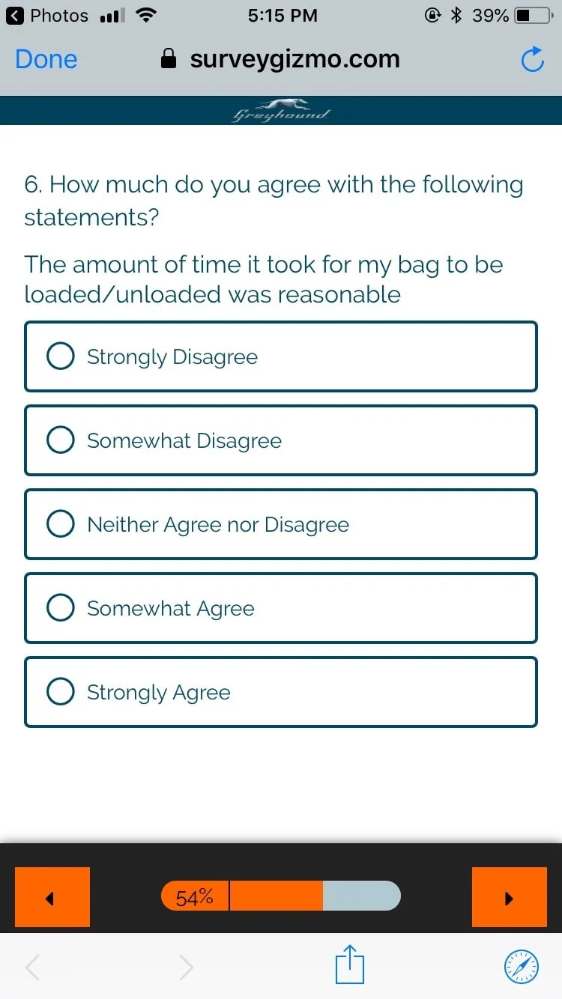 Photos 5:15 PM 39%
Done surveygizmo.com
Greyhound
6. How much do you agree with the following
statements?
The amount of time it took for my bag to be
loaded/unloaded was reasonable
Strongly Disagree
Somewhat Disagree
Neither Agree nor Disagree
Somewhat Agree
Strongly Agree
54%